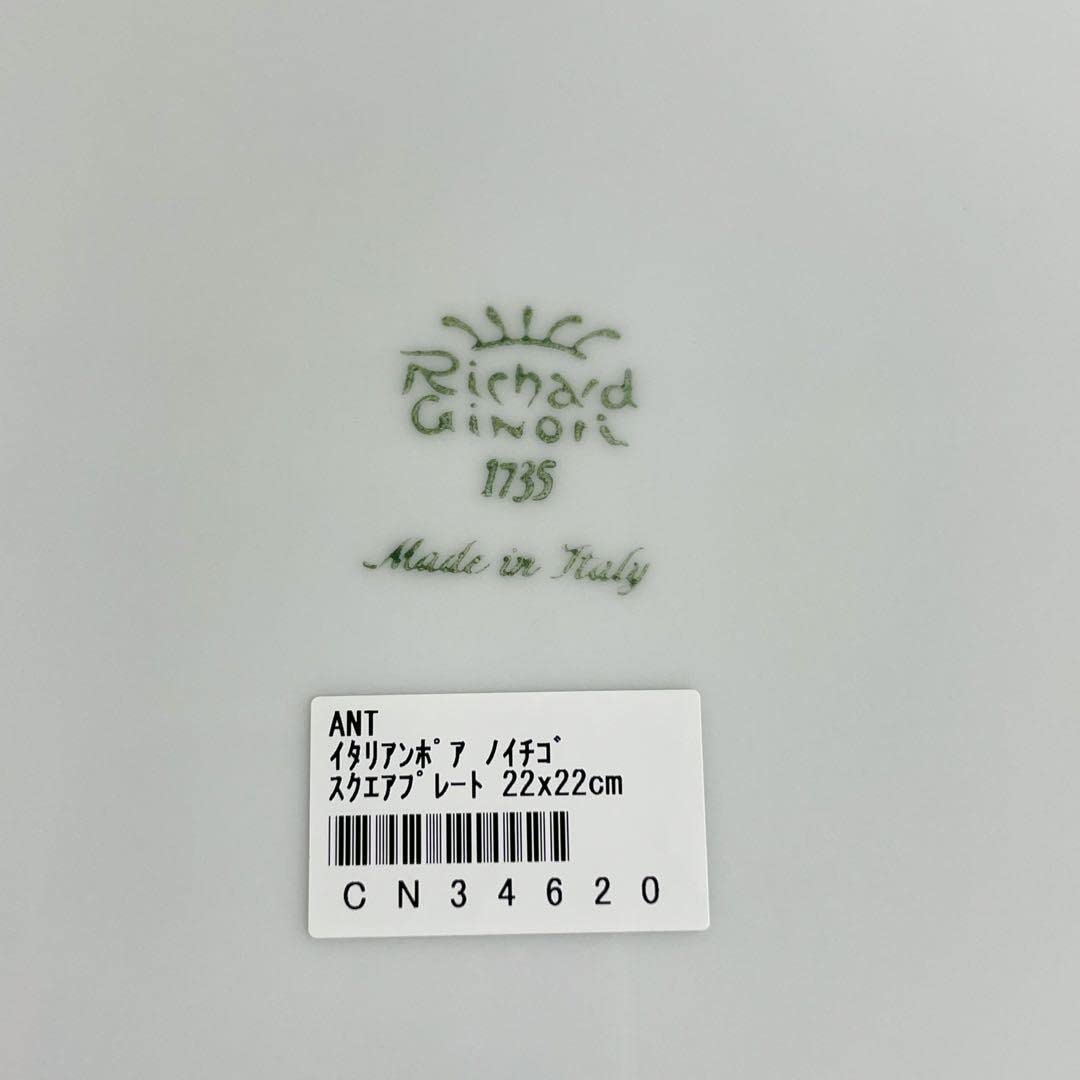 Richard
Ginori
1735
Made in Italy
ANT
ｲﾀﾘｱﾝﾎﾟｱ ﾉｲﾁｺﾞ
ｽｸｴｱﾌﾟﾚｰﾄ 22x22cm
CN34620